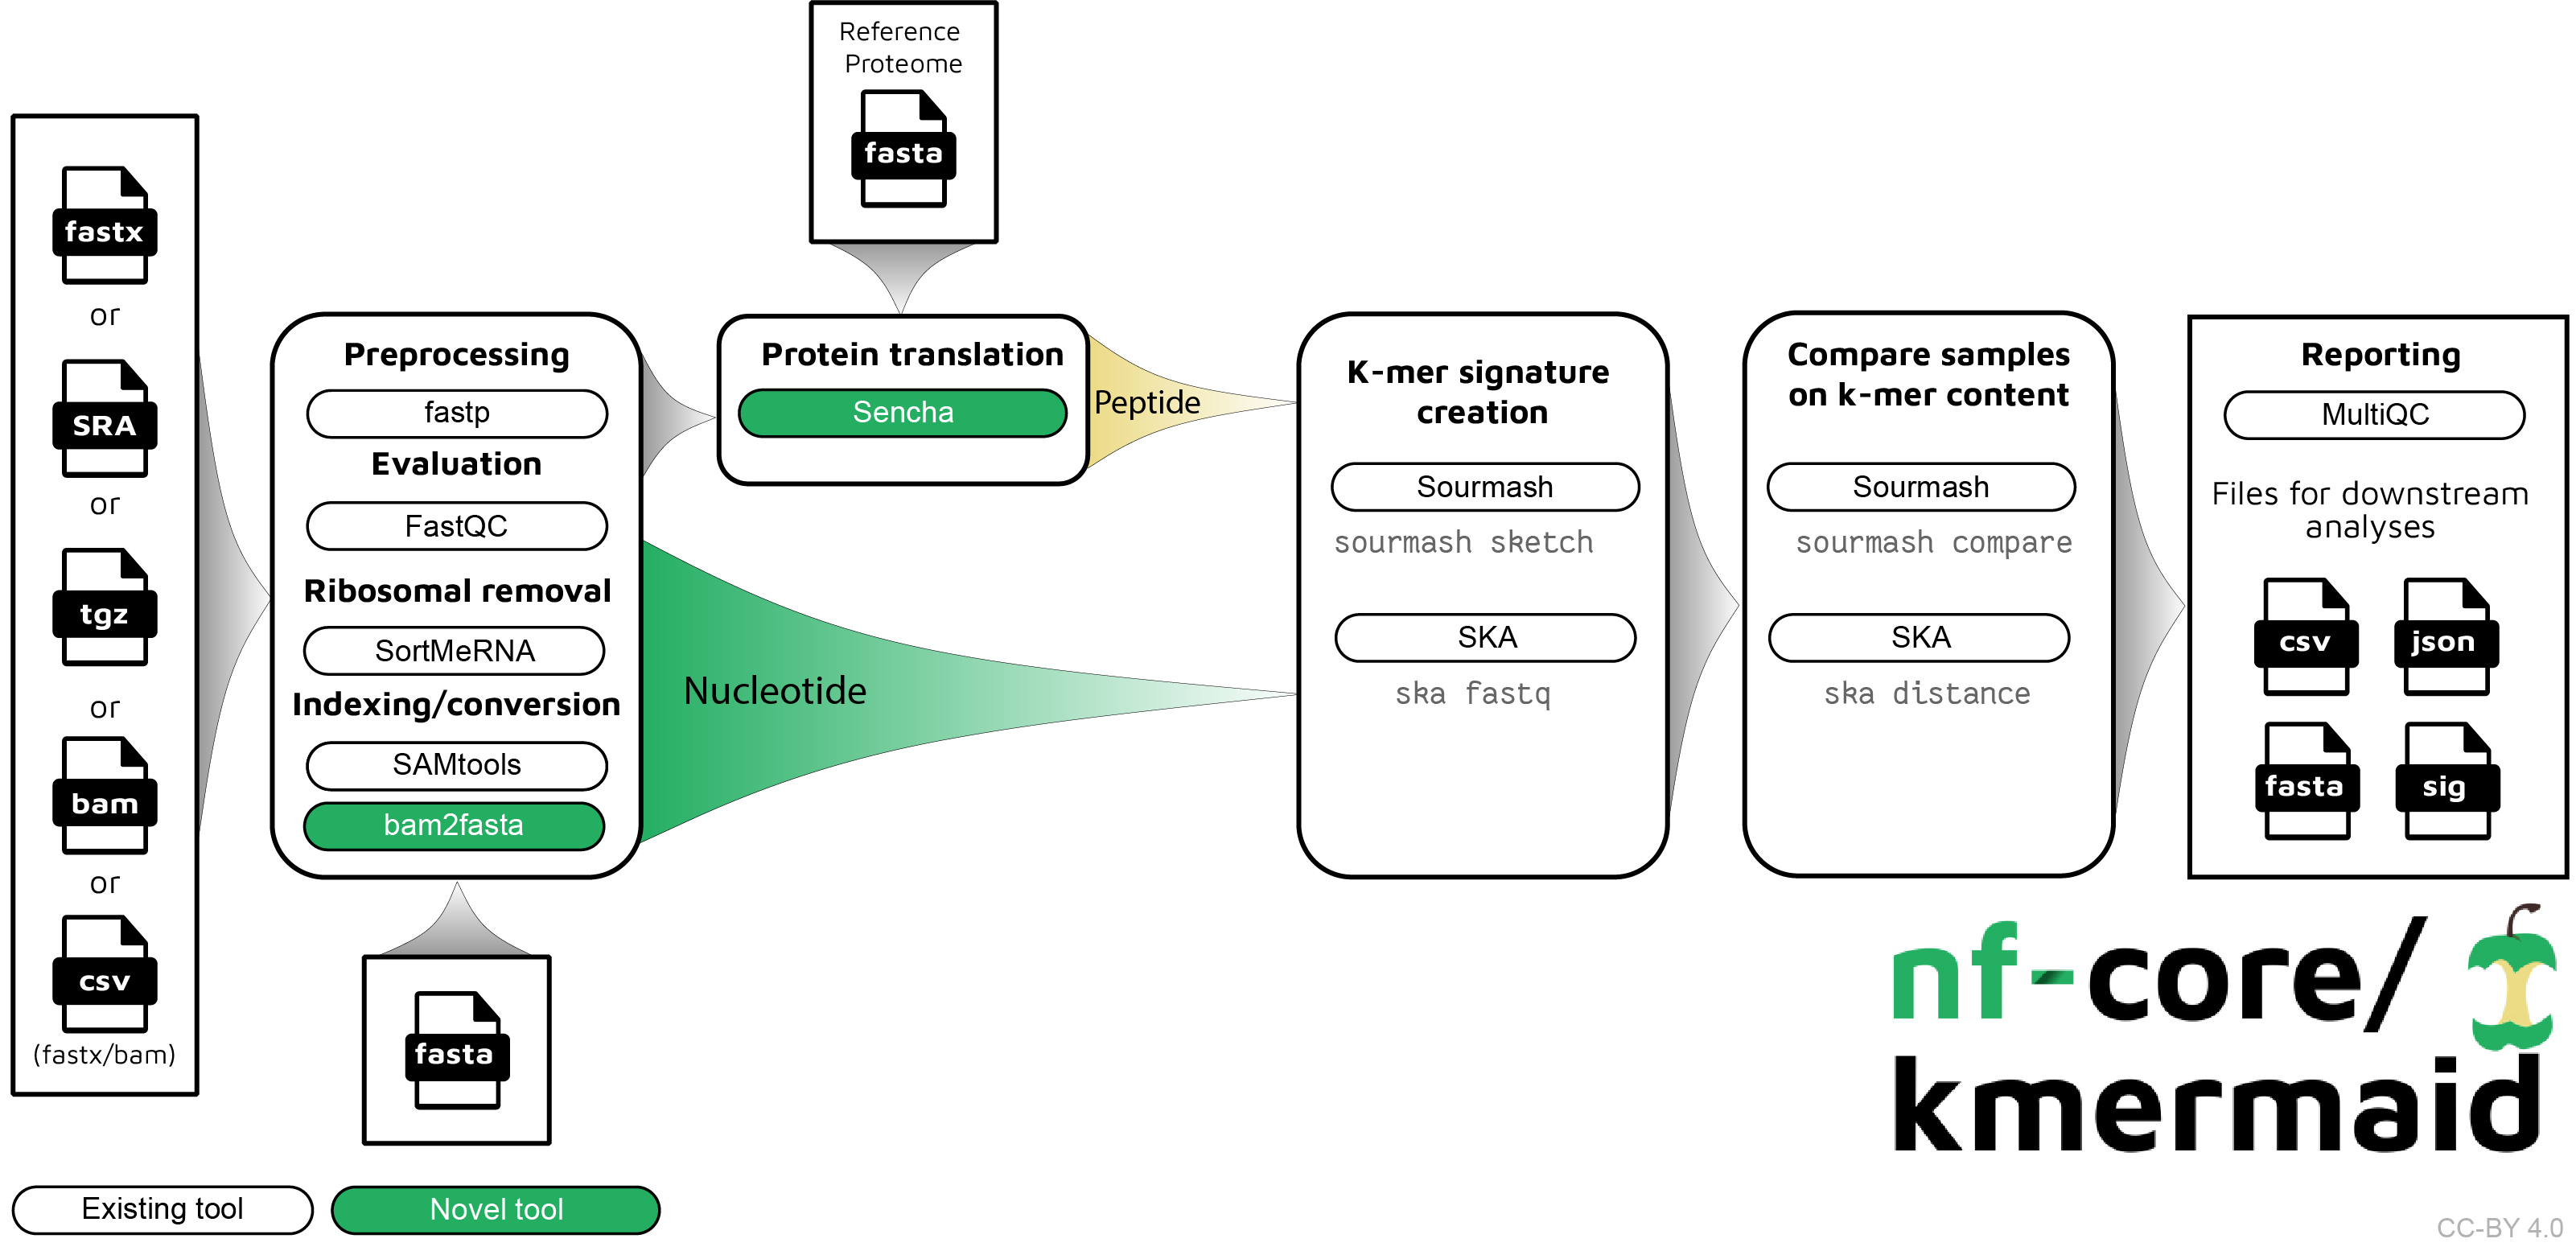 Reference
Proteome
fasta
fastx
or
SRA
or
tgz
or
bam
or
csv
(fastx/bam)
Preprocessing
fastp
Evaluation
FastQC
Ribosomal removal
SortMeRNA
Indexing/conversion
SAMtools
bam2fasta
fasta
Protein translation
Sencha
Peptide
Nucleotide
K-mer signature
creation
Sourmash
sourmash sketch
SKA
ska fastq
Compare samples
on k-mer content
Sourmash
sourmash compare
SKA
ska distance
Reporting
MultiQC
Files for downstream
analyses
csv
json
fasta
sig
nf-core/
kmermaid
Existing tool
Novel tool
CC-BY 4.0